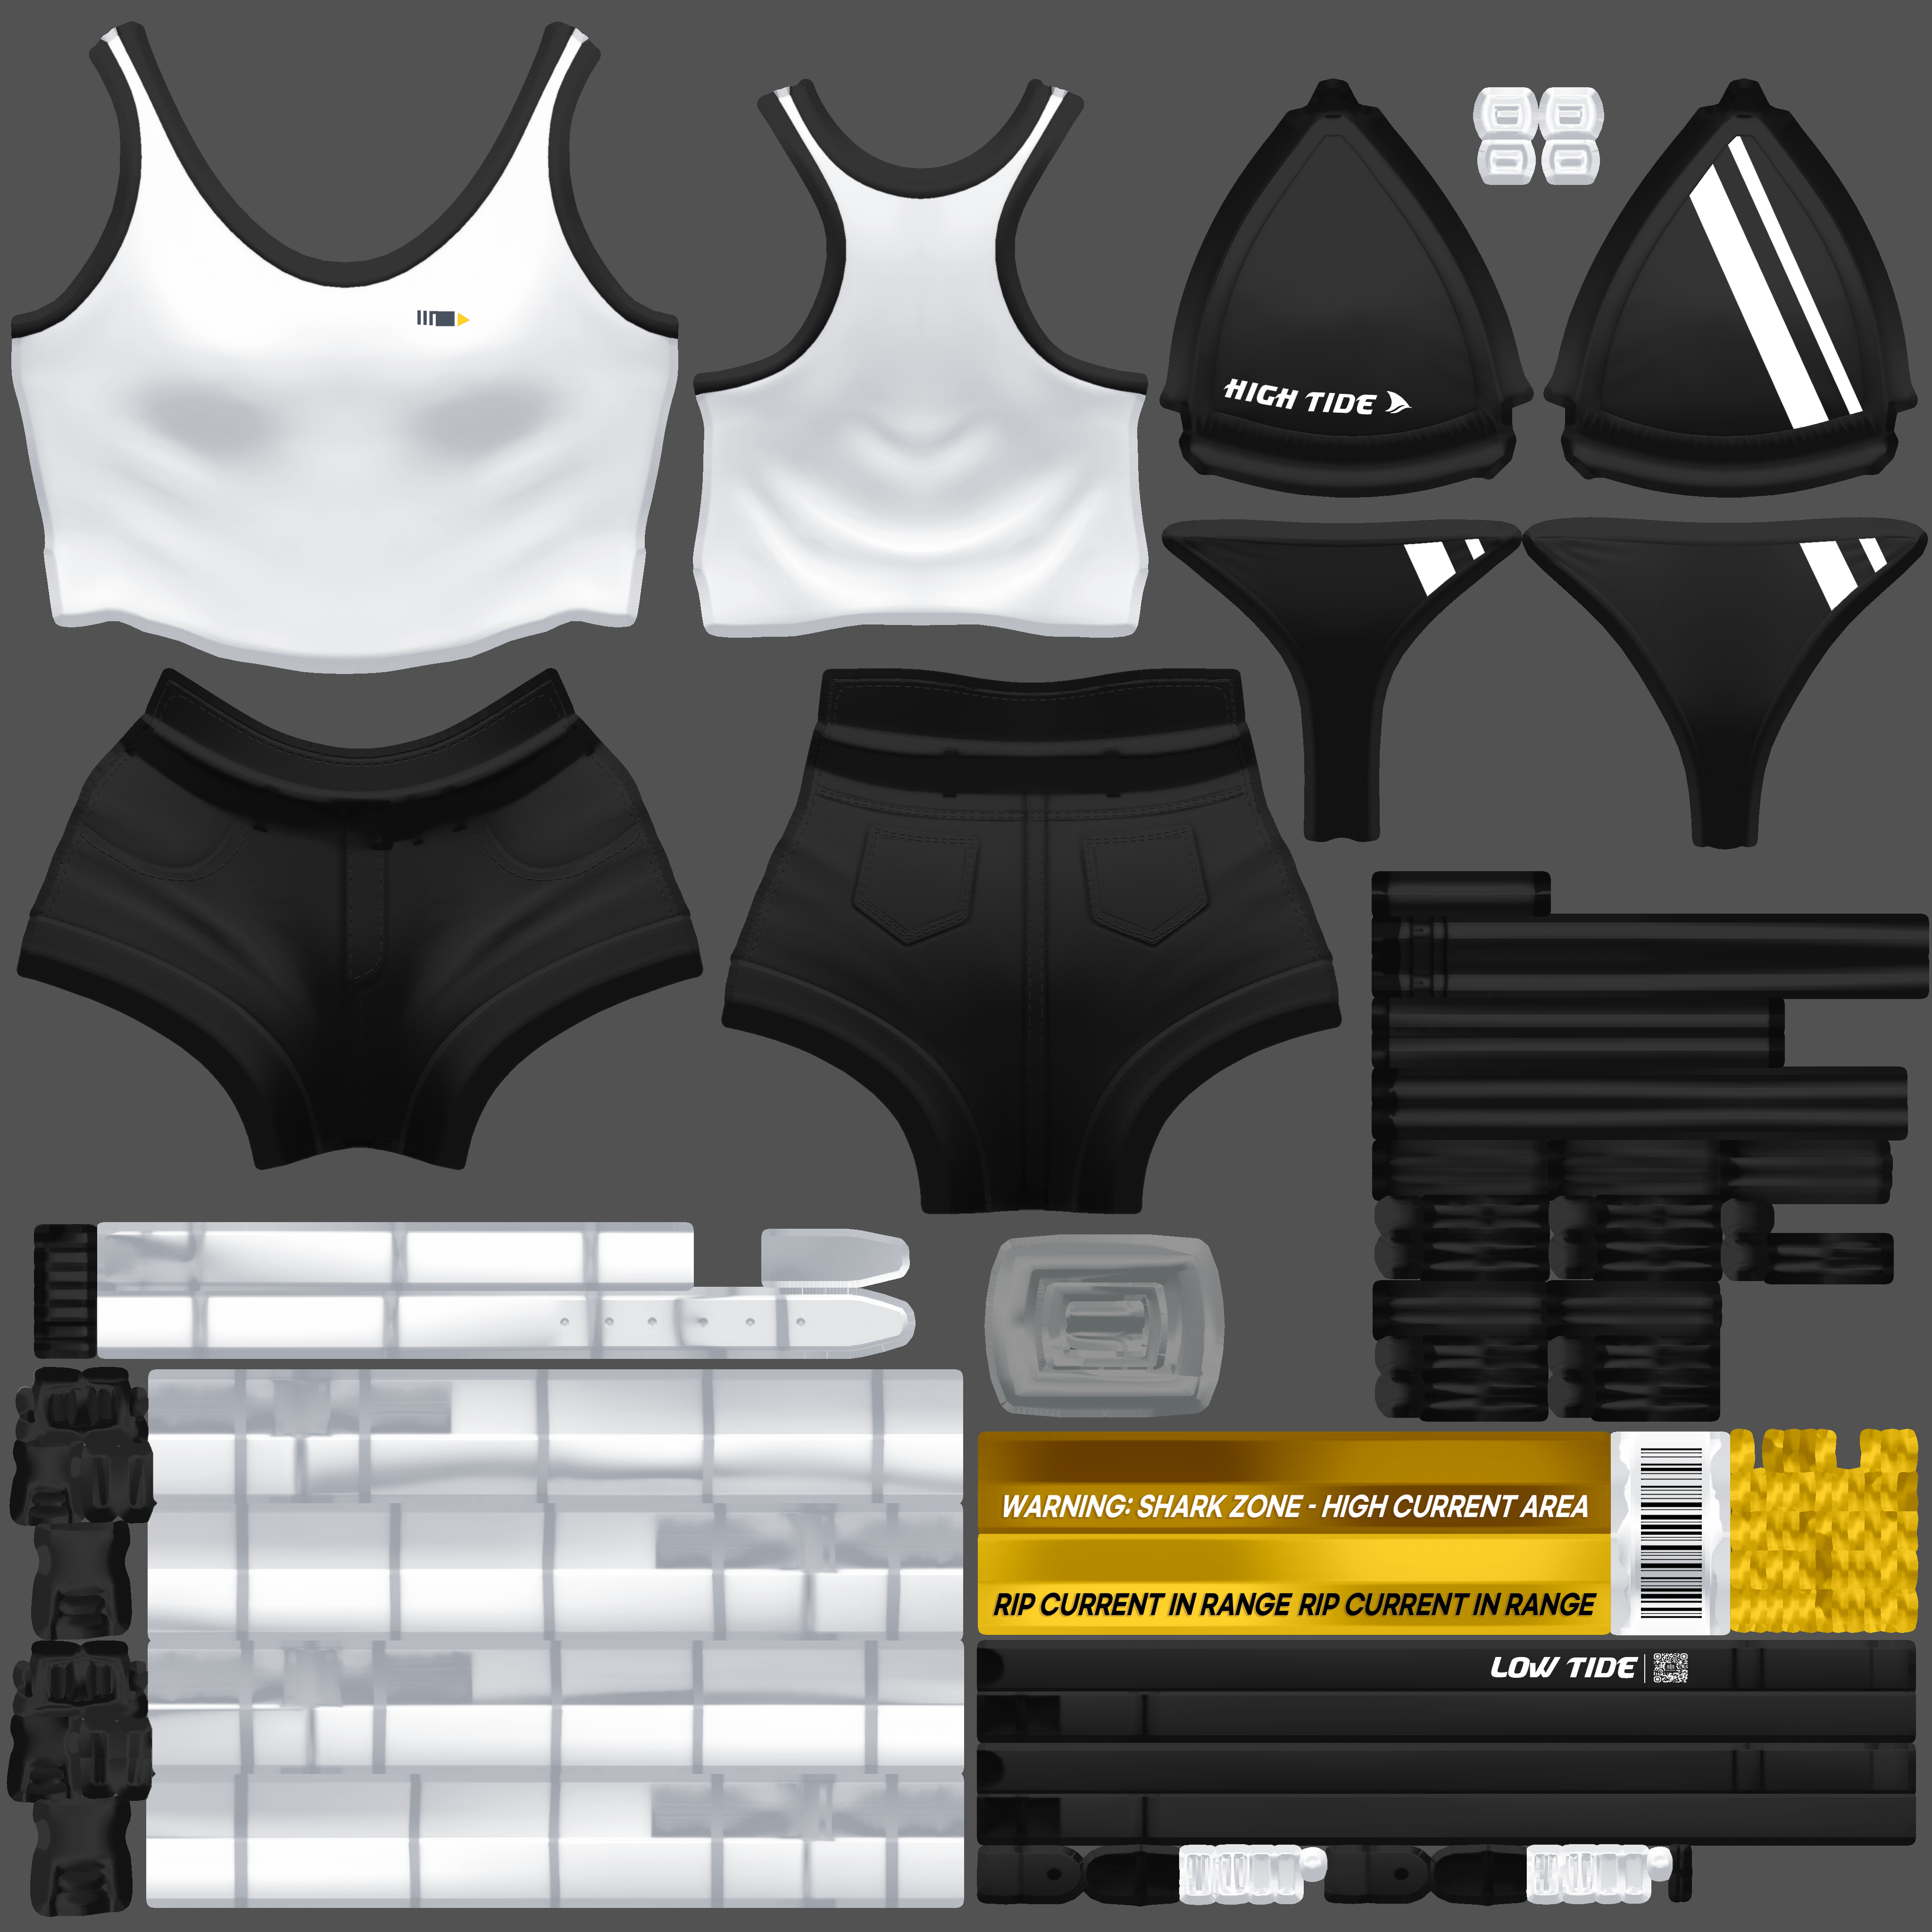 HIGH TIDE
WARNING: SHARK ZONE - HIGH CURRENT AREA
RIP CURRENT IN RANGE RIP CURRENT IN RANGE
LOW TIDE